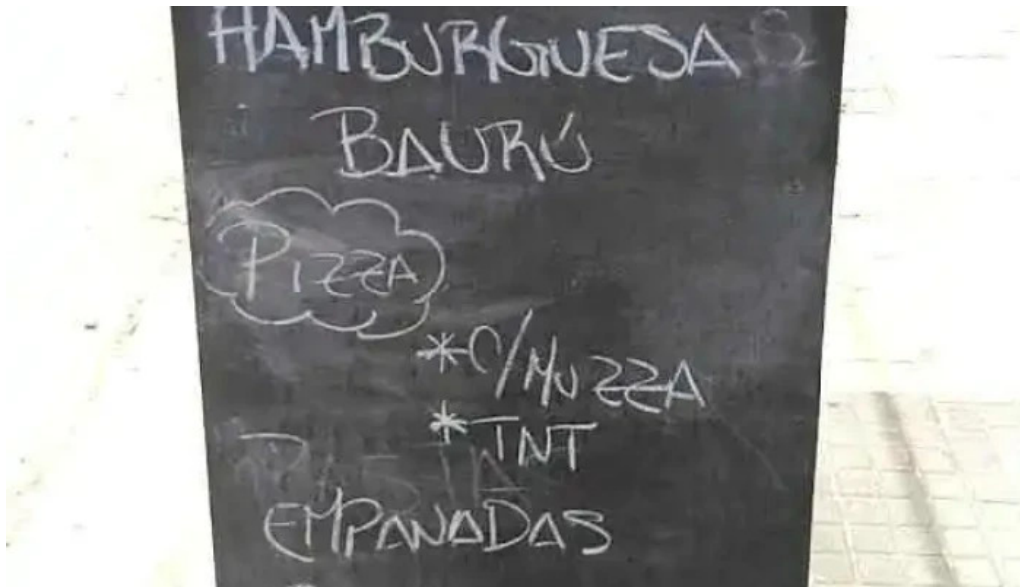 HAMBURGUESAS
BAURÚ
PIZZA
*C/MUZZA
*TNT
EMPANADAS